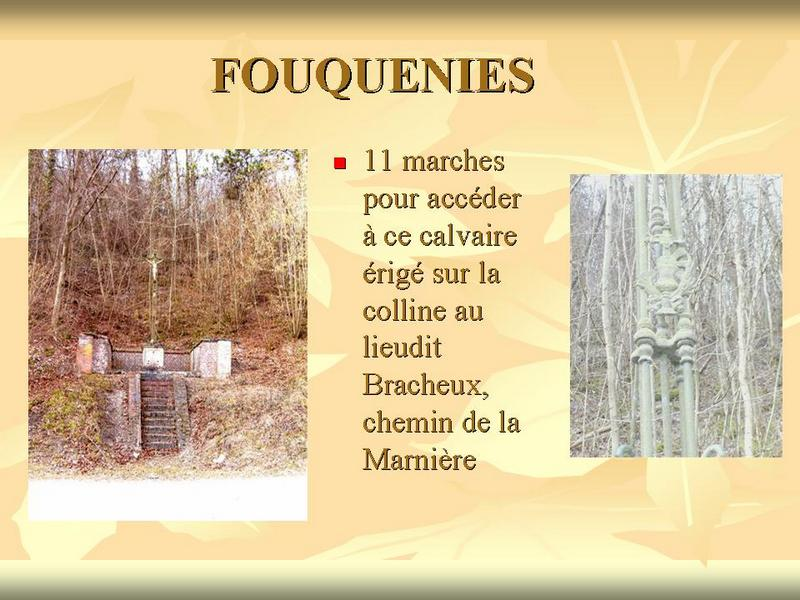 FOUQUENIES
11 marches
pour accéder
à ce calvaire
érigé sur la
colline au
lieudit
Bracheux,
chemin de la
Marnière